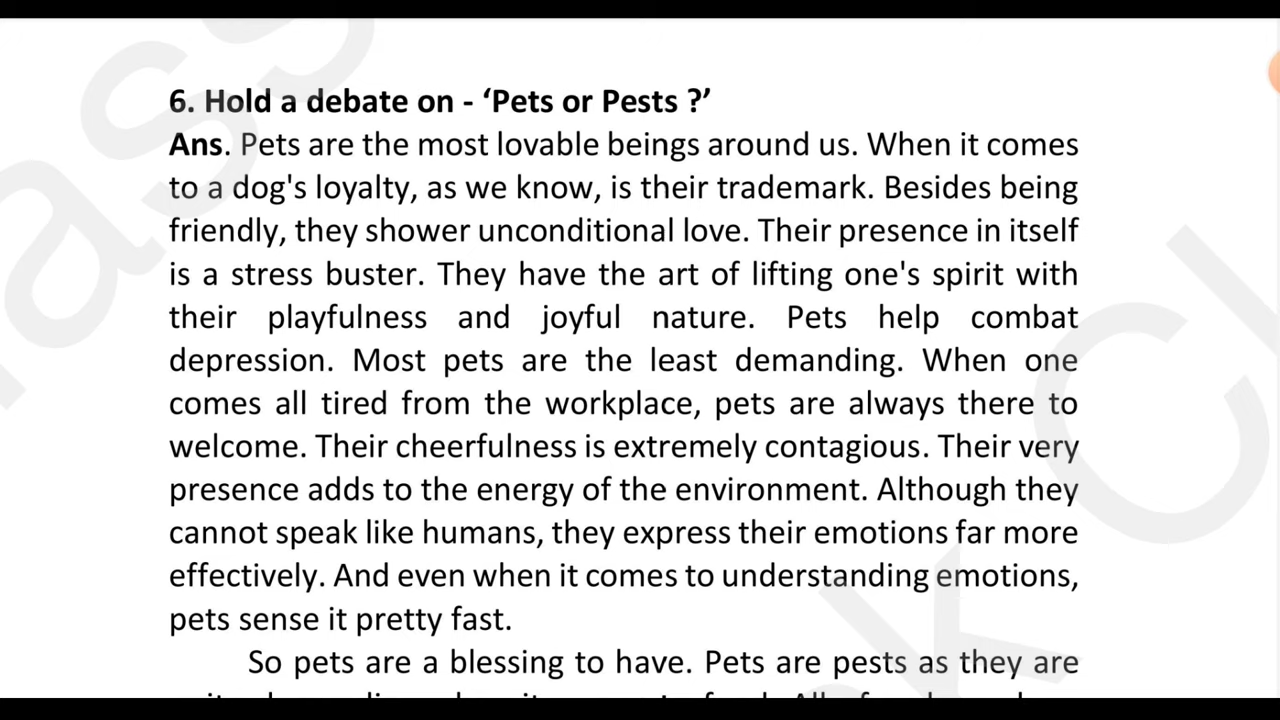 6. Hold a debate on - ‘Pets or Pests ?’
Ans. Pets are the most lovable beings around us. When it comes
to a dog's loyalty, as we know, is their trademark. Besides being
friendly, they shower unconditional love. Their presence in itself
is a stress buster. They have the art of lifting one's spirit with
their playfulness and joyful nature. Pets help combat
depression. Most pets are the least demanding. When one
comes all tired from the workplace, pets are always there to
welcome. Their cheerfulness is extremely contagious. Their very
presence adds to the energy of the environment. Although they
cannot speak like humans, they express their emotions far more
effectively. And even when it comes to understanding emotions,
pets sense it pretty fast.
So pets are a blessing to have. Pets are pests as they are